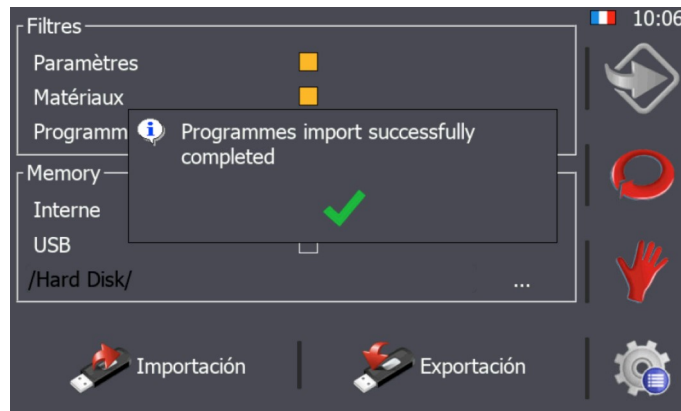 Filtres
10:06
Paramètres
Matériaux
Programm
Programmes import successfully
completed
Memory
Interne
USB
/Hard Disk/
...
Importación
Exportación